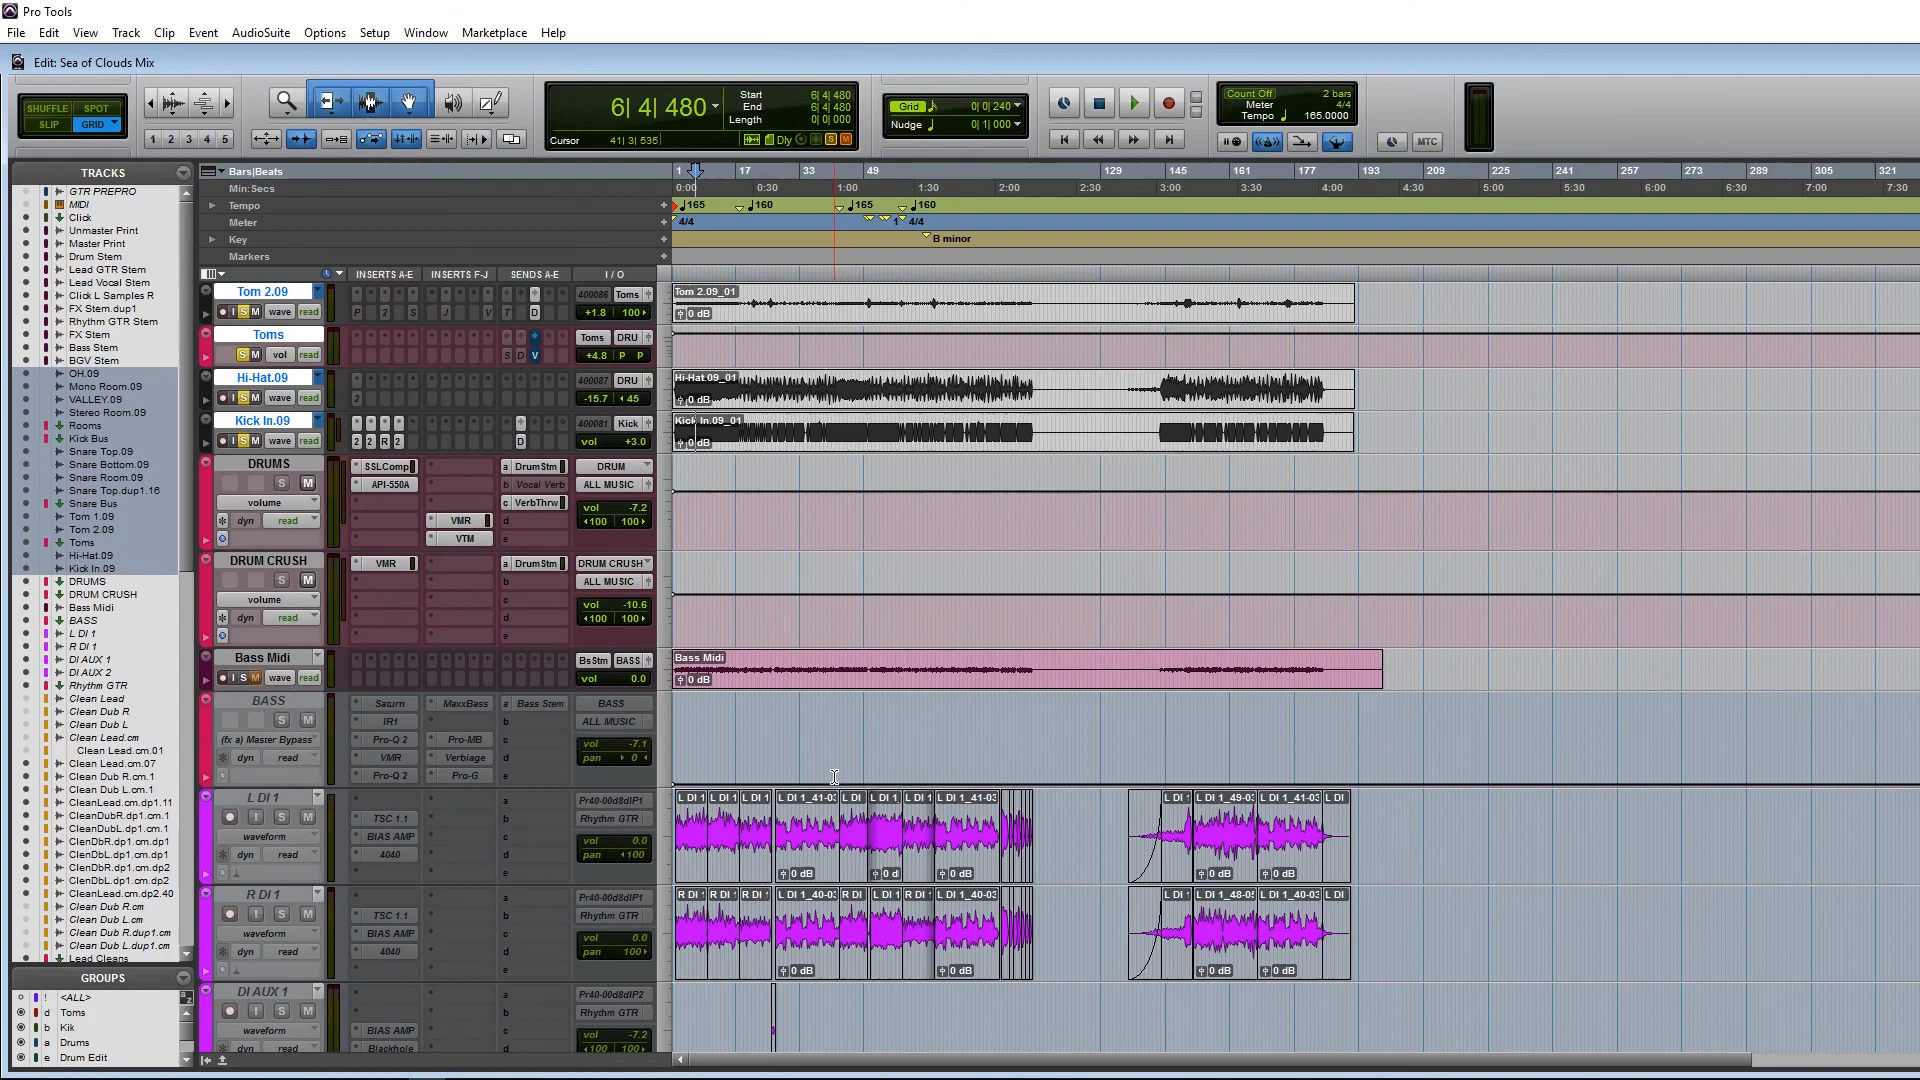 Pro Tools
File Edit View Track Clip Event AudioSuite Options Setup Window Marketplace Help
Edit: Sea of Clouds Mix
SHUFFLE SPOT
SLIP GRID
1 2 3 4 5
6| 4| 480
Start 6| 4| 480
End 6| 4| 480
Length 0| 0| 000
Cursor 41| 3| 535 Dly S M
Grid 0| 0| 240
Nudge 0| 1| 000
Count Off 2 bars
Meter 4/4
Tempo 165.0000
MTC
TRACKS
GTR PREPRO
MIDI
Click
Unmaster Print
Master Print
Drum Stem
Lead GTR Stem
Lead Vocal Stem
Click L Samples R
FX Stem.dup1
Rhythm GTR Stem
FX Stem
Bass Stem
BGV Stem
OH.09
Mono Room.09
VALLEY.09
Stereo Room.09
Rooms
Kick Bus
Snare Top.09
Snare Bottom.09
Snare Room.09
Snare Top.dup1.16
Snare Bus
Tom 1.09
Tom 2.09
Toms
Hi-Hat.09
Kick In.09
DRUMS
DRUM CRUSH
Bass Midi
BASS
L DI 1
R DI 1
DI AUX 1
DI AUX 2
Rhythm GTR
Clean Lead
Clean Dub R
Clean Dub L
Clean Lead.cm
Clean Lead.cm.01
Clean Lead.cm.07
Clean Dub R.cm.1
Clean Dub L.cm.1
CleanLead.cm.dp1.11
CleanDubR.dp1.cm.1
CleanDubL.dp1.cm.1
ClenDbR.dp1.cm.dp1
ClenDbL.dp1.cm.dp1
ClenDbR.dp1.cm.dp2
ClenDbL.dp1.cm.dp2
CleanLead.cm.dp2.40
Clean Dub R.cm
Clean Dub L.cm
Clean Dub R.dup1.cm
Clean Dub L.dup1.cm
Lead Cleans
GROUPS
! <ALL>
d Toms
b Kik
a Drums
e Drum Edit
Bars|Beats 1 17 33 49 129 145 161 177 193 209 225 241 257 273 289 305 321
Min:Secs 0:00 0:30 1:00 1:30 2:00 2:30 3:00 3:30 4:00 4:30 5:00 5:30 6:00 6:30 7:00 7:30
Tempo 165 160 165 160
Meter 4/4 1 4/4
Key B minor
Markers
INSERTS A-E INSERTS F-J SENDS A-E I / O
Tom 2.09 400086 Toms Tom 2.09_01
I S M wave read P 2 S J V T D +1.8 100 0 dB
Toms Toms DRU
S M vol read S D V +4.8 P P
Hi-Hat.09 400087 DRU Hi-Hat.09_01
I S M wave read 2 -15.7 45 0 dB
Kick In.09 400081 Kick Kick In.09_01
I S M wave read 2 2 R 2 D vol +3.0 0 dB
DRUMS SSLComp a DrumStm DRUM
S M API-550A b Vocal Verb ALL MUSIC
volume c VerbThrw vol -7.2
dyn read VMR d 100 100
VTM e
DRUM CRUSH VMR a DrumStm DRUM CRUSH
S M b ALL MUSIC
volume c vol -10.6
dyn read d 100 100
e
Bass Midi BsStm BASS Bass Midi
I S M wave read vol 0.0 0 dB
BASS Saturn MaxxBass a Bass Stem BASS
S M IR1 b ALL MUSIC
(fx a) Master Bypass Pro-Q 2 Pro-MB c vol -7.1
dyn read VMR Verbiage d pan 0
Pro-Q 2 Pro-G e
L DI 1 a Pr40-00d8dIP1 L DI 1 L DI 1 L DI 1 L DI 1_41-03 L DI L DI 1 L DI 1 L DI 1_41-03 L DI 1 L DI 1_49-03 L DI 1_41-03 L DI
I S M TSC 1.1 b Rhythm GTR
waveform BIAS AMP c vol 0.0
dyn read 4040 d pan 100
e 0 dB 0 d 0 dB 0 dB 0 dB
R DI 1 a Pr40-00d8dIP1 R DI 1 R DI 1 R DI 1 L DI 1_40-03 R DI L DI 1 R DI 1 L DI 1_40-03 L DI 1 L DI 1_48-05 L DI 1_40-03 L DI
I S M TSC 1.1 b Rhythm GTR
waveform BIAS AMP c vol 0.0
dyn read 4040 d pan 100
e 0 dB 0 dB 0 dB 0 dB
DI AUX 1 a Pr40-00d8dIP2
I S M b Rhythm GTR
waveform BIAS AMP c vol -7.2
dyn read Blackhole d 100 100